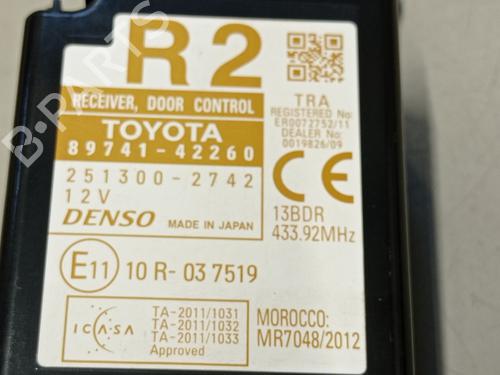 R 2
RECEIVER, DOOR CONTROL
TOYOTA
89741-42260
251300-2742
12V
DENSO MADE IN JAPAN
E11 10 R-03 7519
TRA
REGISTERED No:
ER0072752/11
DEALER No:
0019826/09
CE
13BDR
433.92MHz
ICASA
TA-2011/1031
TA-2011/1032
TA-2011/1033
Approved
MOROCCO:
MR7048/2012
B-PARTS